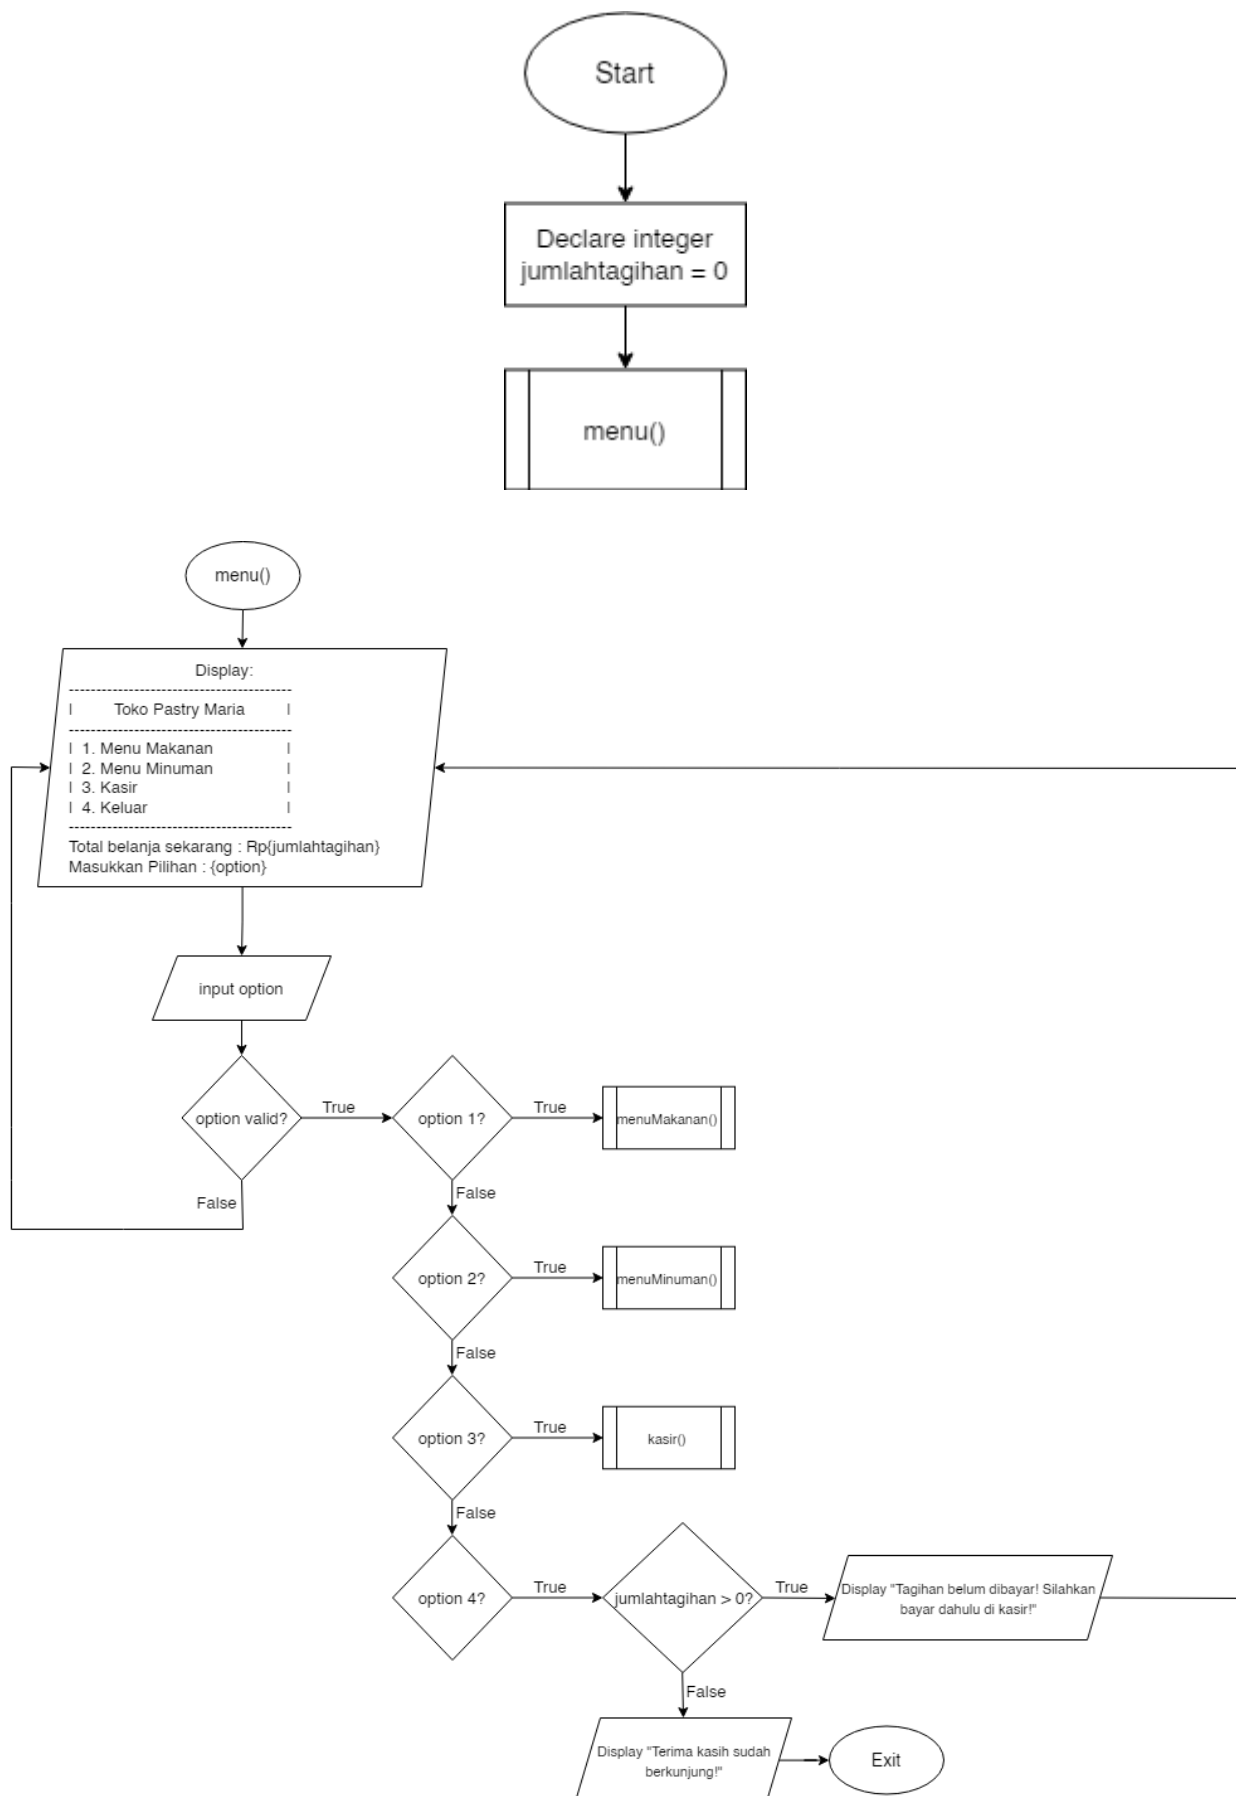 Start
Declare integer
jumlahtagihan = 0
menu()
menu()
Display:
-----------------------------------
| Toko Pastry Maria |
-----------------------------------
| 1. Menu Makanan |
| 2. Menu Minuman |
| 3. Kasir |
| 4. Keluar |
-----------------------------------
Total belanja sekarang : Rp{jumlahtagihan}
Masukkan Pilihan : {option}
input option
option valid?
True
False
option 1?
True
menuMakanan()
False
option 2?
True
menuMinuman()
False
option 3?
True
kasir()
False
option 4?
True
jumlahtagihan > 0?
True
Display "Tagihan belum dibayar! Silahkan
bayar dahulu di kasir!"
False
Display "Terima kasih sudah
berkunjung!"
Exit